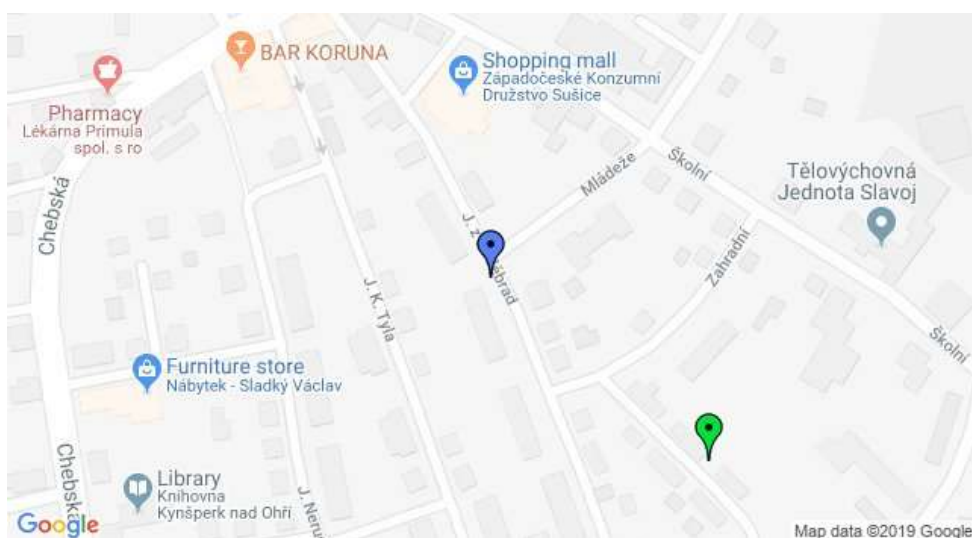 BAR KORUNA
Shopping mall
Západočeské Konzumní
Družstvo Sušice
Pharmacy
Lékárna Primula
spol. s ro
Školní
Mládeže
Tělovýchovná
Jednota Slavoj
Chebská
Zahradní
J. K. Tyla
Školní
Furniture store
Nábytek - Sladký Václav
Chebská
Library
Knihovna
Kynšperk nad Ohří
Google
Map data ©2019 Google